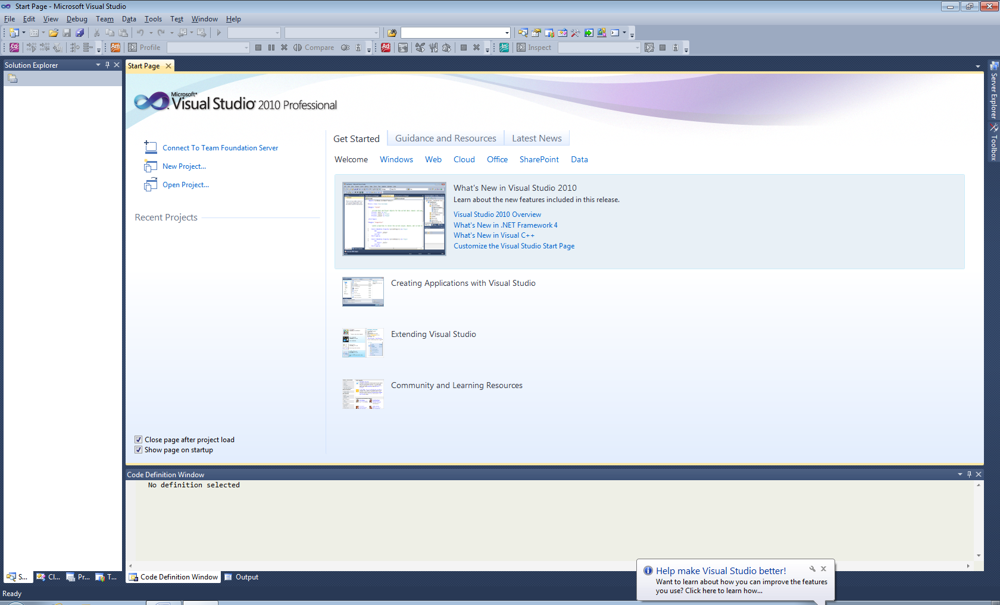 Start Page - Microsoft Visual Studio
File Edit View Debug Team Data Tools Test Window Help
Co Am Profile Compare Ad In Inspect
Solution Explorer
Start Page
Server Explorer
Toolbox
Microsoft®
Visual Studio® 2010 Professional
Connect To Team Foundation Server
New Project...
Open Project...
Recent Projects
Close page after project load
Show page on startup
Get Started Guidance and Resources Latest News
Welcome Windows Web Cloud Office SharePoint Data
What's New in Visual Studio 2010
Learn about the new features included in this release.
Visual Studio 2010 Overview
What's New in .NET Framework 4
What's New in Visual C++
Customize the Visual Studio Start Page
Creating Applications with Visual Studio
Extending Visual Studio
Community and Learning Resources
Code Definition Window
No definition selected
S... Cl... Pr... T... Code Definition Window Output
Help make Visual Studio better!
Want to learn about how you can improve the features
you use? Click here to learn how...
Ready